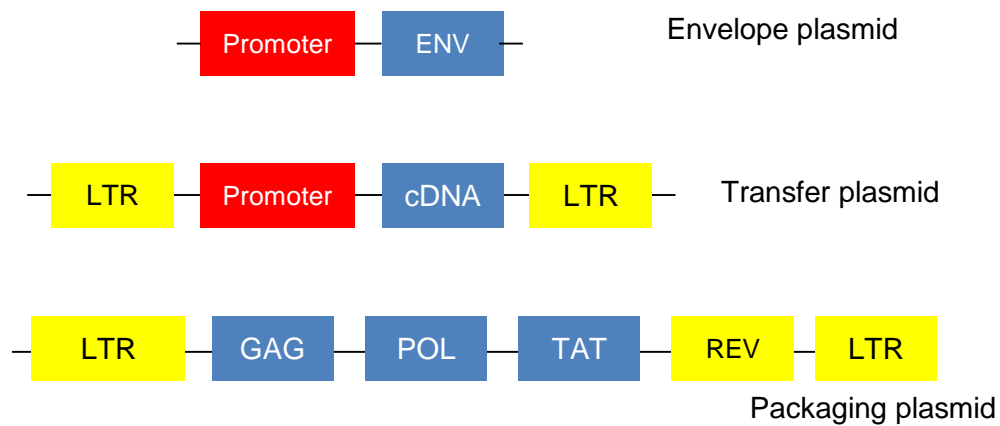 Promoter ENV Envelope plasmid
LTR Promoter cDNA LTR Transfer plasmid
LTR GAG POL TAT REV LTR
Packaging plasmid